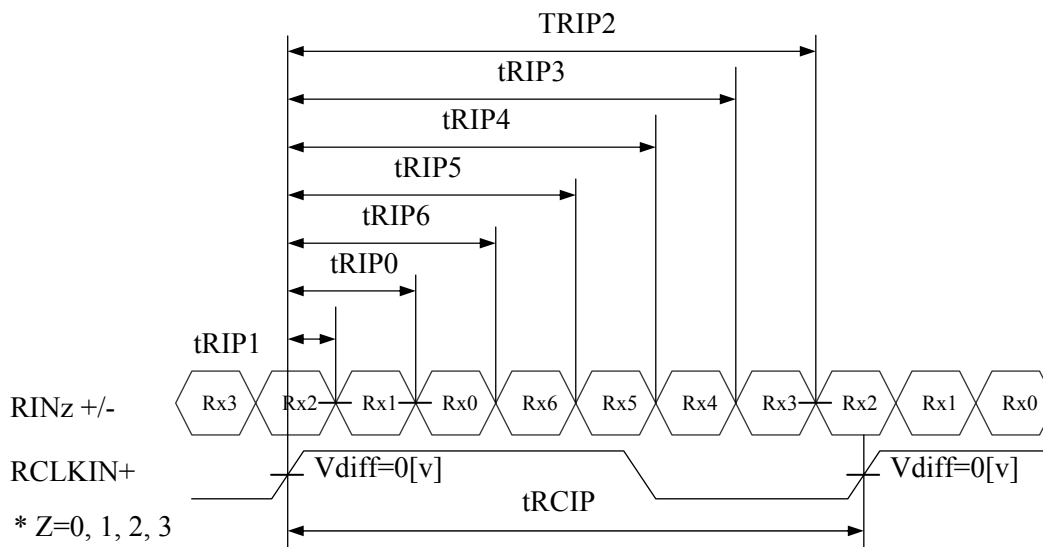 TRIP2
tRIP3
tRIP4
tRIP5
tRIP6
tRIP0
tRIP1
RINz +/-
Rx3 Rx2 Rx1 Rx0 Rx6 Rx5 Rx4 Rx3 Rx2 Rx1 Rx0
RCLKIN+
Vdiff=0[v] Vdiff=0[v]
tRCIP
* Z=0, 1, 2, 3